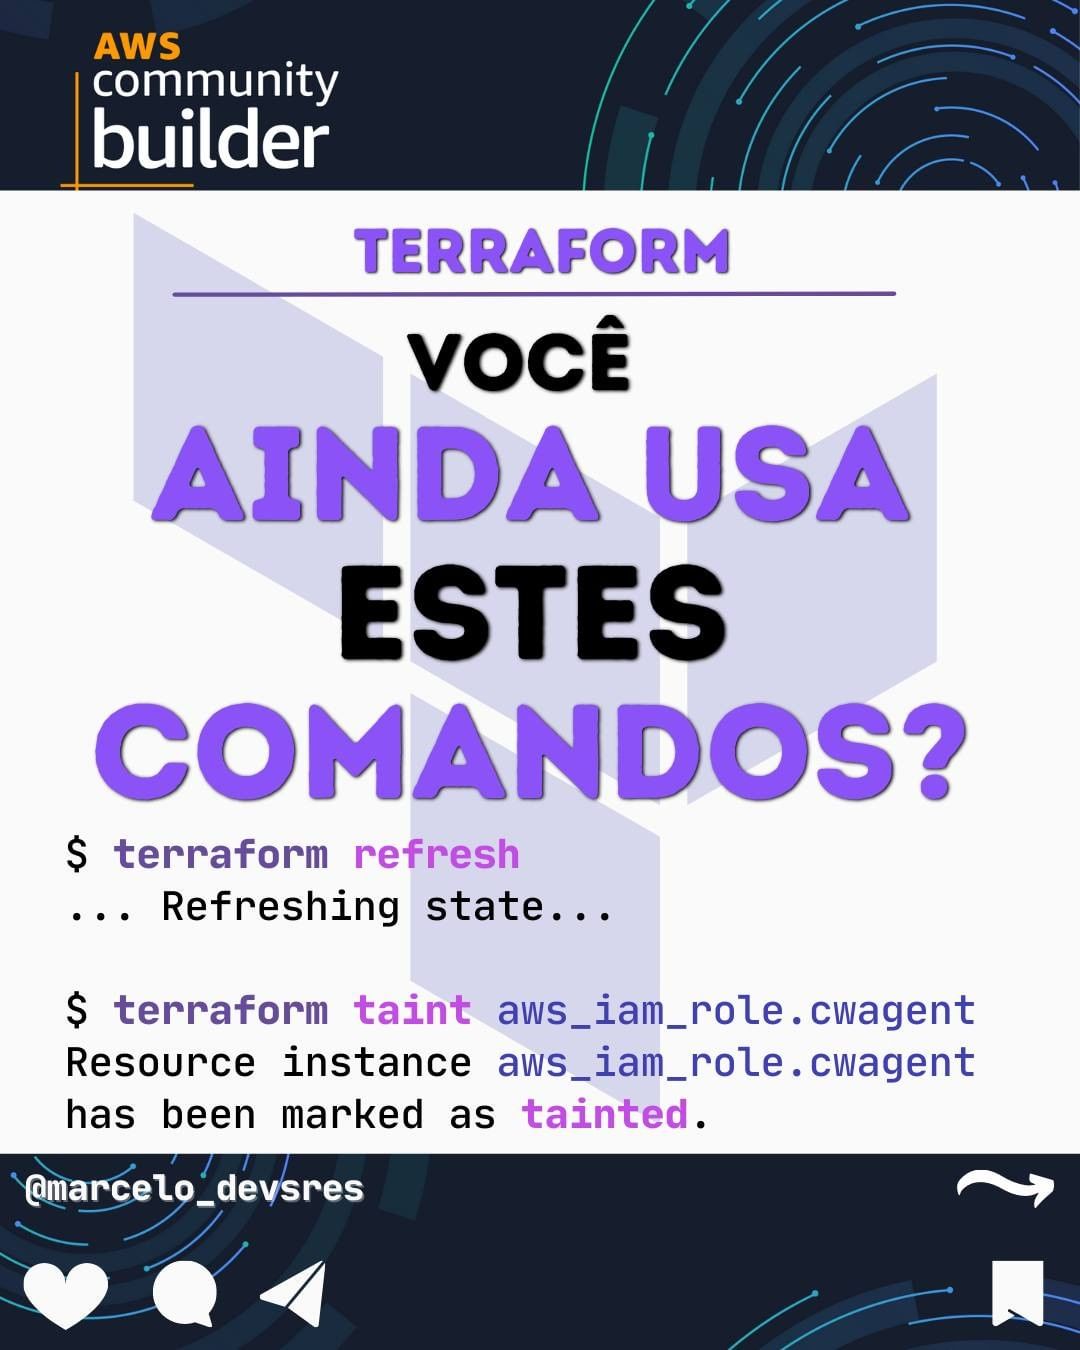 AWS
community
builder
TERRAFORM
VOCÊ
AINDA USA
ESTES
COMANDOS?
$ terraform refresh
... Refreshing state...
$ terraform taint aws_iam_role.cwagent
Resource instance aws_iam_role.cwagent
has been marked as tainted.
@marcelo_devsres